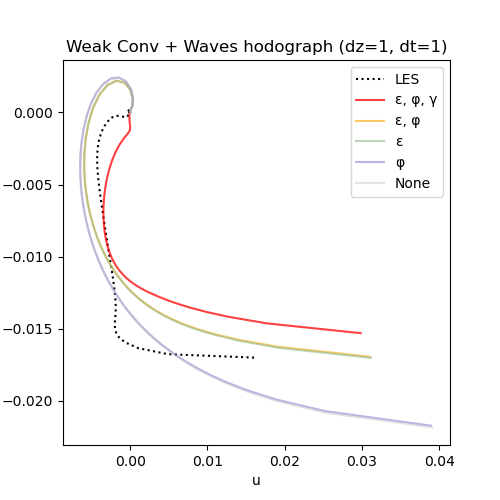 Weak Conv + Waves hodograph (dz=1, dt=1)
LES
ε, φ, γ
ε, φ
ε
φ
None
0.000
−0.005
−0.010
−0.015
−0.020
0.00
0.01
0.02
0.03
0.04
u